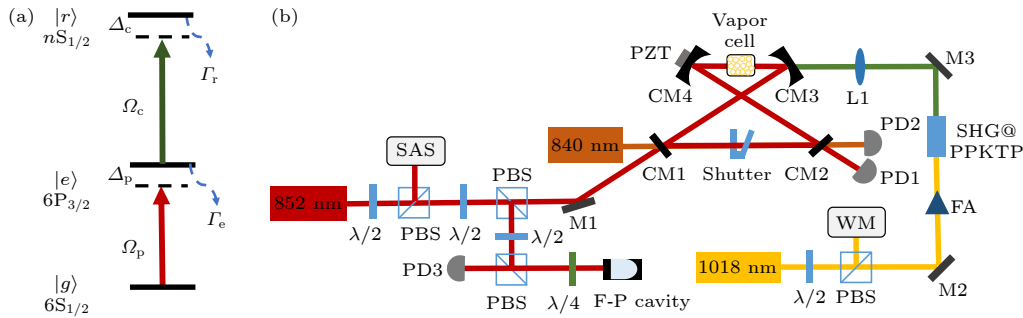 (a)
|r⟩
nS1/2
Δc
Γr
Ωc
|e⟩
6P3/2
Δp
Γe
Ωp
|g⟩
6S1/2
(b)
Vapor
cell
PZT
CM4
CM3
L1
M3
SHG@
PPKTP
840 nm
CM1
Shutter
CM2
PD2
PD1
SAS
PBS
852 nm
λ/2
PBS
λ/2
M1
λ/2
PD3
PBS
λ/4
F-P cavity
WM
FA
1018 nm
λ/2
PBS
M2